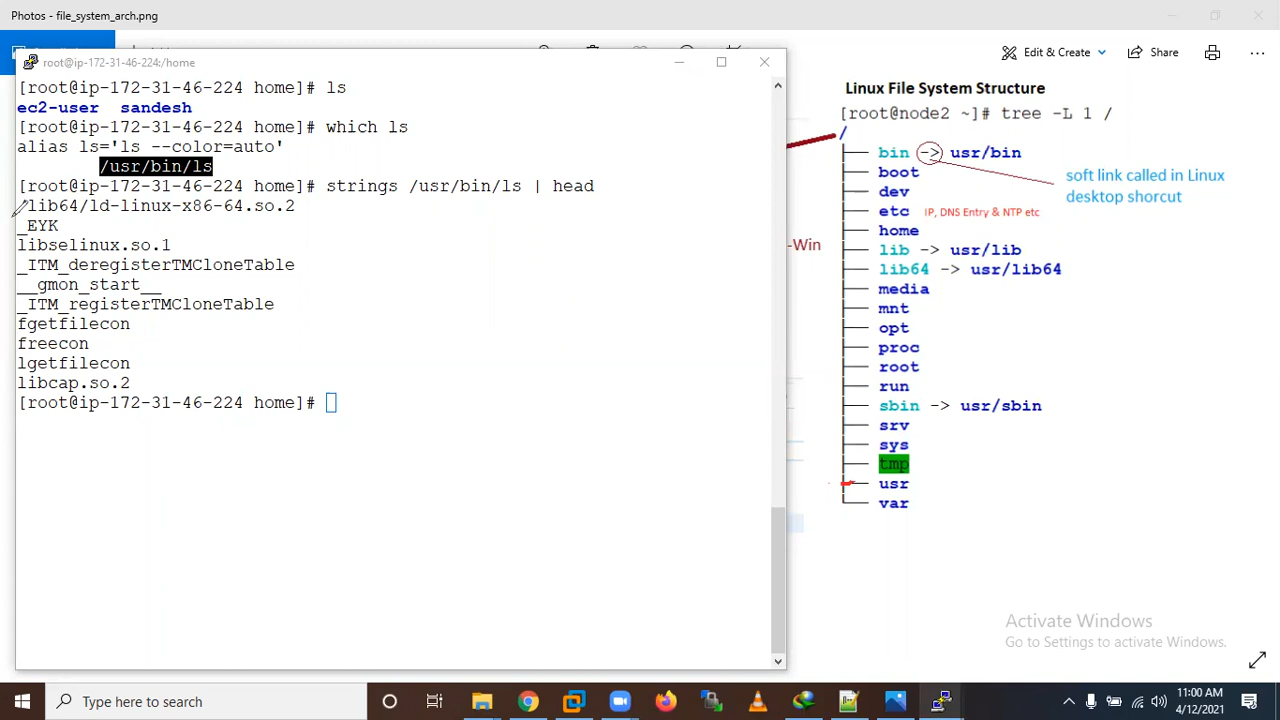 Photos - file_system_arch.png
Edit & Create
Share
root@ip-172-31-46-224:/home
[root@ip-172-31-46-224 home]# ls
ec2-user  sandesh
[root@ip-172-31-46-224 home]# which ls
alias ls='ls --color=auto'
/usr/bin/ls
[root@ip-172-31-46-224 home]# strings /usr/bin/ls | head
/lib64/ld-linux-x86-64.so.2
_EYK
libselinux.so.1
_ITM_deregisterTMCloneTable
__gmon_start__
_ITM_registerTMCloneTable
fgetfilecon
freecon
lgetfilecon
libcap.so.2
[root@ip-172-31-46-224 home]#
-Win
Linux File System Structure
[root@node2 ~]# tree -L 1 /
/
bin -> usr/bin
soft link called in Linux
desktop shorcut
boot
dev
etc IP, DNS Entry & NTP etc
home
lib -> usr/lib
lib64 -> usr/lib64
media
mnt
opt
proc
root
run
sbin -> usr/sbin
srv
sys
tmp
usr
var
Activate Windows
Go to Settings to activate Windows.
Type here to search
11:00 AM
4/12/2021